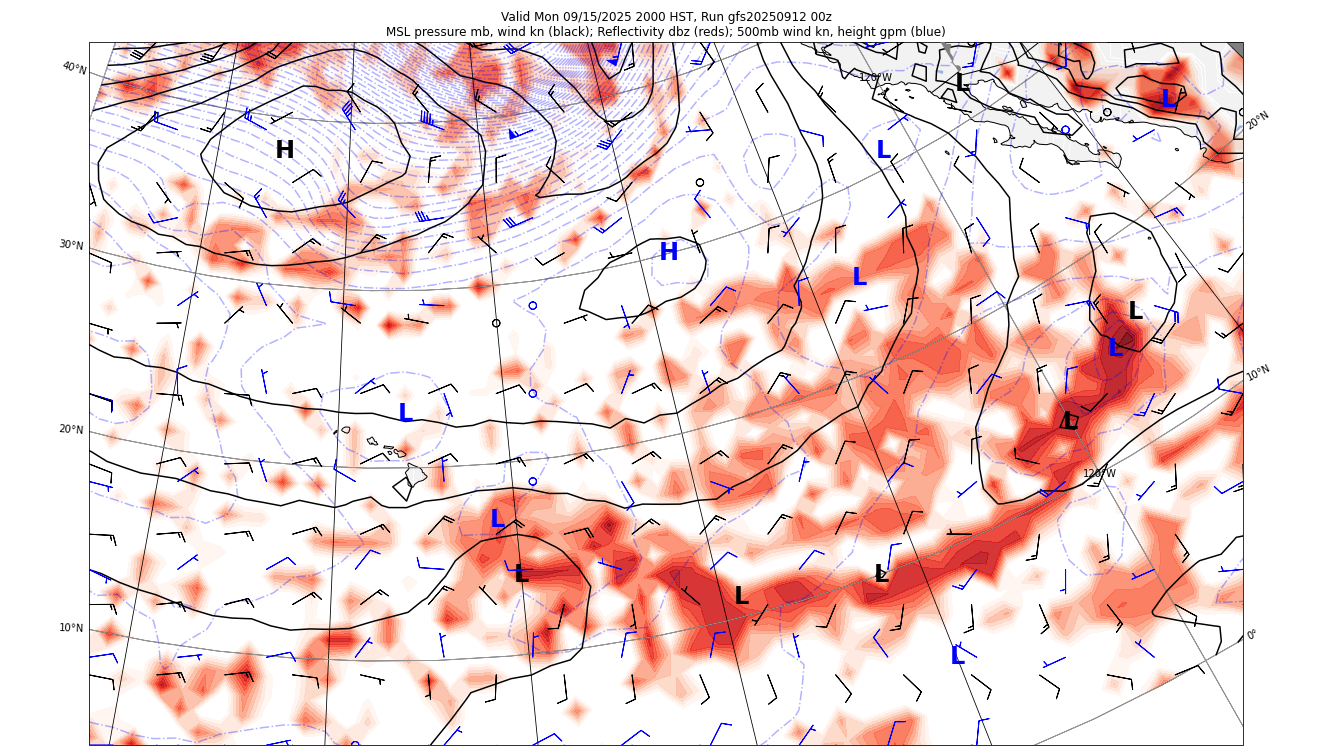 Valid Mon 09/15/2025 2000 HST, Run gfs20250912 00z
MSL pressure mb, wind kn (black); Reflectivity dbz (reds); 500mb wind kn, height gpm (blue)
40°N
120°W
L
L
20°N
H
L
30°N
H
L
L
L
10°N
L
L
20°N
120°W
L
L
L
L
10°N
0°
L